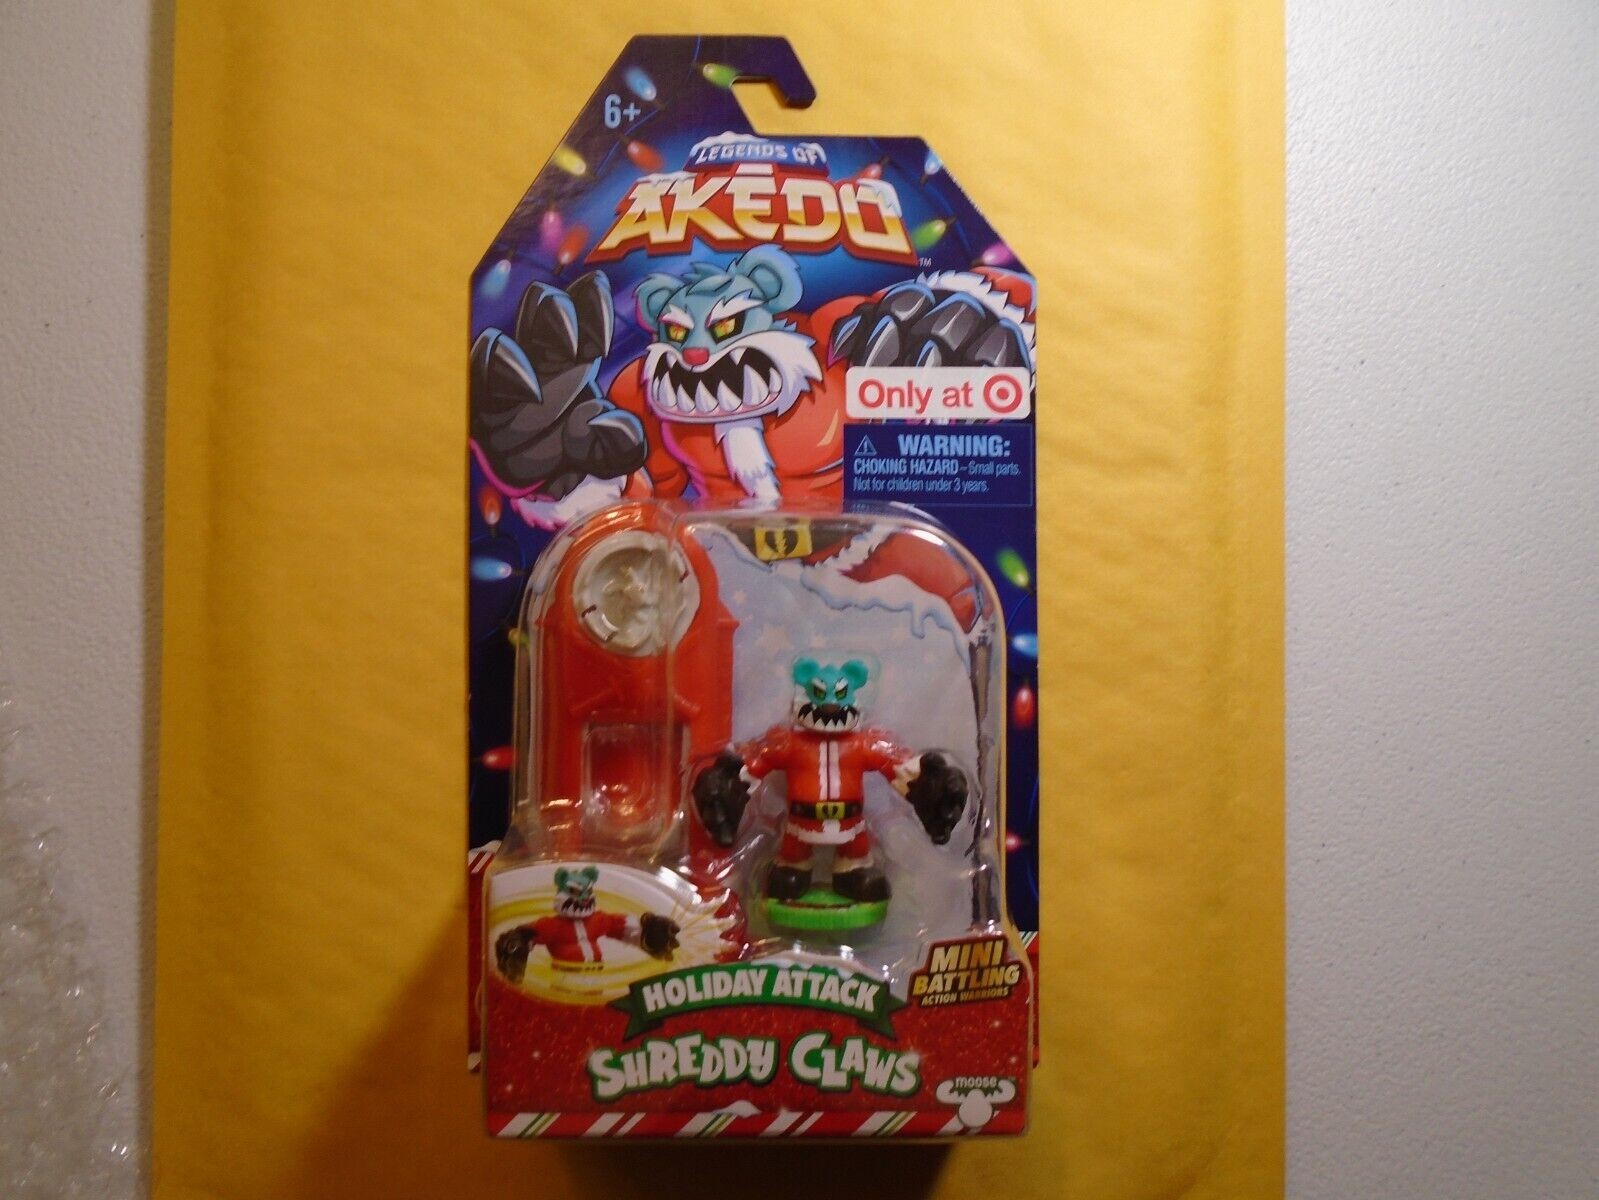 6+
LEGENDS OF
AKEDO
TM
Only at
WARNING:
CHOKING HAZARD – Small parts.
Not for children under 3 years.
MINI
BATTLING
ACTION WARRIORS
HOLIDAY ATTACK
SHREDDY CLAWS
moose